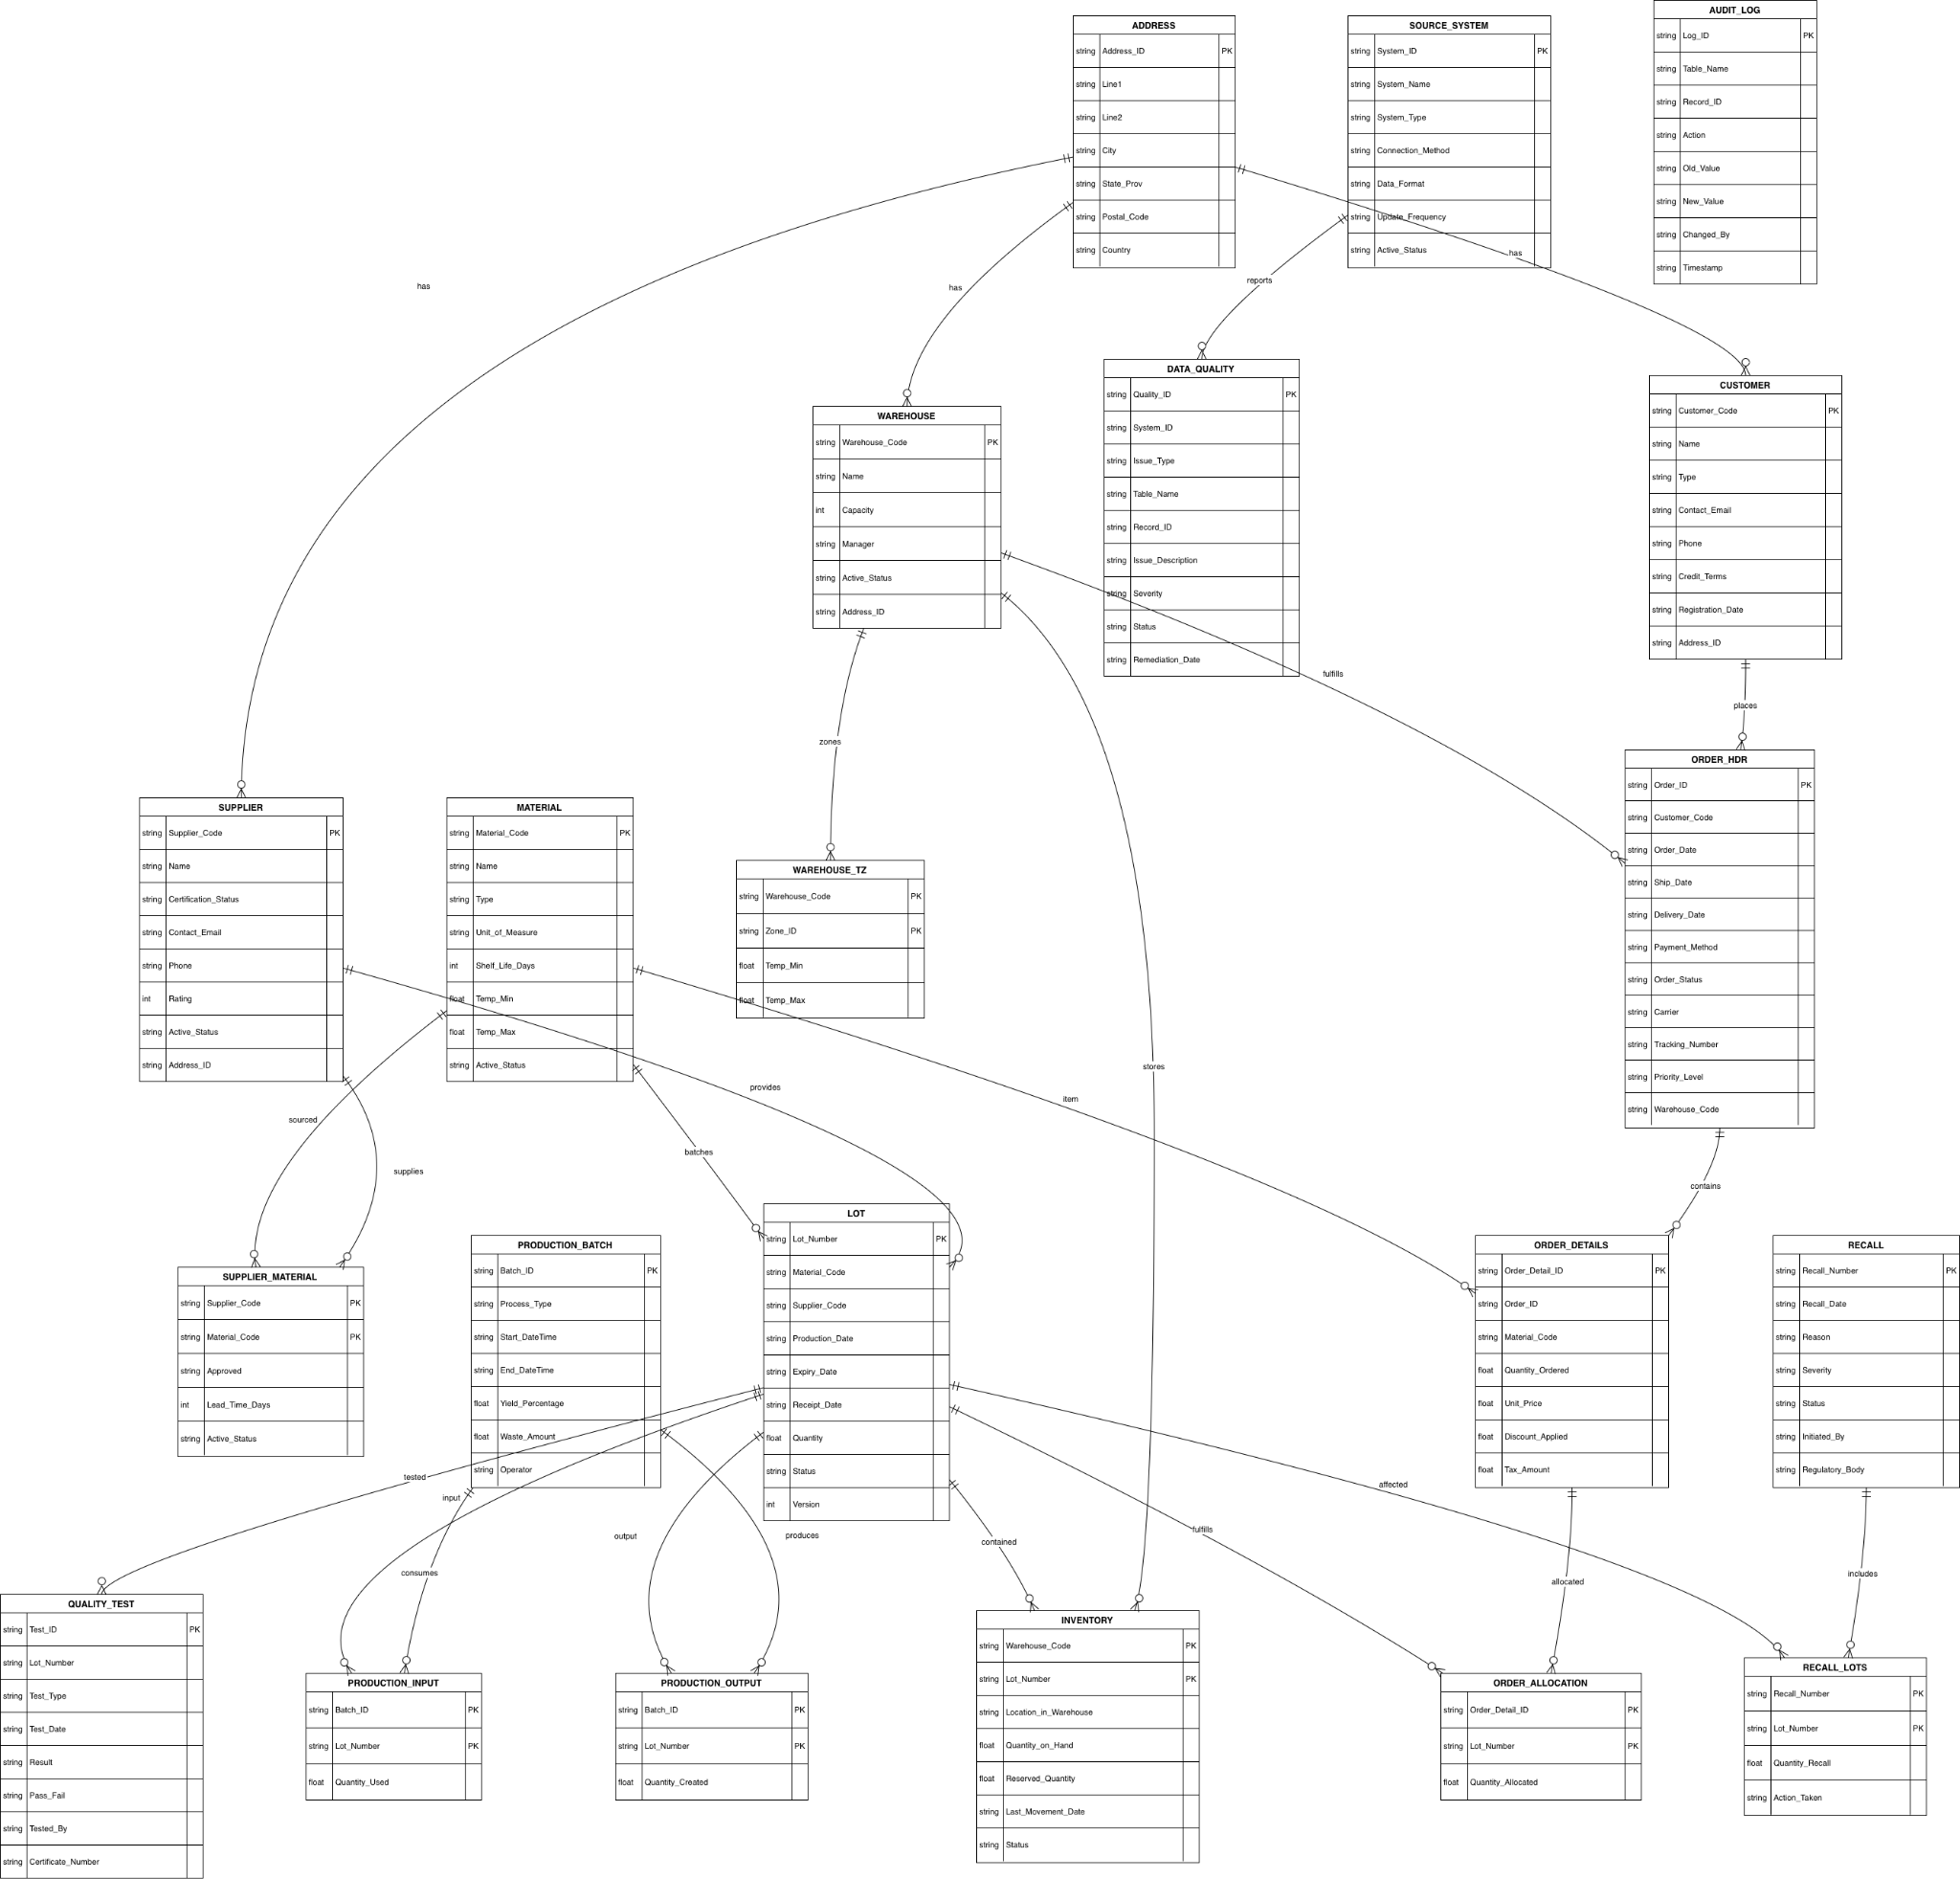 ADDRESS
string Address_ID PK
string Line1
string Line2
string City
string State_Prov
string Postal_Code
string Country
SOURCE_SYSTEM
string System_ID PK
string System_Name
string System_Type
string Connection_Method
string Data_Format
string Update_Frequency
string Active_Status
AUDIT_LOG
string Log_ID PK
string Table_Name
string Record_ID
string Action
string Old_Value
string New_Value
string Changed_By
string Timestamp
has
has
reports
has
WAREHOUSE
string Warehouse_Code PK
string Name
int Capacity
string Manager
string Active_Status
string Address_ID
DATA_QUALITY
string Quality_ID PK
string System_ID
string Issue_Type
string Table_Name
string Record_ID
string Issue_Description
string Severity
string Status
string Remediation_Date
CUSTOMER
string Customer_Code PK
string Name
string Type
string Contact_Email
string Phone
string Credit_Terms
string Registration_Date
string Address_ID
fulfills
places
zones
SUPPLIER
string Supplier_Code PK
string Name
string Certification_Status
string Contact_Email
string Phone
int Rating
string Active_Status
string Address_ID
MATERIAL
string Material_Code PK
string Name
string Type
string Unit_of_Measure
int Shelf_Life_Days
float Temp_Min
float Temp_Max
string Active_Status
WAREHOUSE_TZ
string Warehouse_Code PK
string Zone_ID PK
float Temp_Min
float Temp_Max
ORDER_HDR
string Order_ID PK
string Customer_Code
string Order_Date
string Ship_Date
string Delivery_Date
string Payment_Method
string Order_Status
string Carrier
string Tracking_Number
string Priority_Level
string Warehouse_Code
sourced
supplies
provides
batches
item
stores
contains
SUPPLIER_MATERIAL
string Supplier_Code PK
string Material_Code PK
string Approved
int Lead_Time_Days
string Active_Status
PRODUCTION_BATCH
string Batch_ID PK
string Process_Type
string Start_DateTime
string End_DateTime
float Yield_Percentage
float Waste_Amount
string Operator
LOT
string Lot_Number PK
string Material_Code
string Supplier_Code
string Production_Date
string Expiry_Date
string Receipt_Date
float Quantity
string Status
int Version
ORDER_DETAILS
string Order_Detail_ID PK
string Order_ID
string Material_Code
float Quantity_Ordered
float Unit_Price
float Discount_Applied
float Tax_Amount
RECALL
string Recall_Number PK
string Recall_Date
string Reason
string Severity
string Status
string Initiated_By
string Regulatory_Body
tested
input
consumes
output
produces
contained
fulfills
affected
allocated
includes
QUALITY_TEST
string Test_ID PK
string Lot_Number
string Test_Type
string Test_Date
string Result
string Pass_Fail
string Tested_By
string Certificate_Number
PRODUCTION_INPUT
string Batch_ID PK
string Lot_Number PK
float Quantity_Used
PRODUCTION_OUTPUT
string Batch_ID PK
string Lot_Number PK
float Quantity_Created
INVENTORY
string Warehouse_Code PK
string Lot_Number PK
string Location_in_Warehouse
float Quantity_on_Hand
float Reserved_Quantity
string Last_Movement_Date
string Status
ORDER_ALLOCATION
string Order_Detail_ID PK
string Lot_Number PK
float Quantity_Allocated
RECALL_LOTS
string Recall_Number PK
string Lot_Number PK
float Quantity_Recall
string Action_Taken